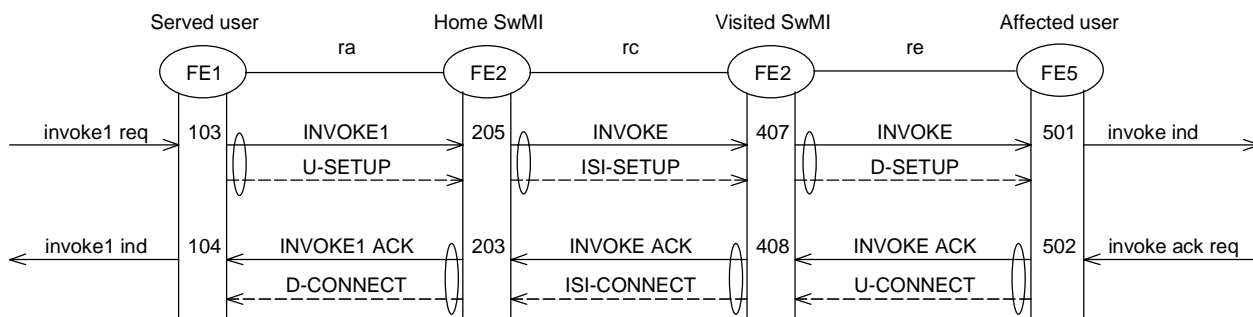 Served user Home SwMI Visited SwMI Affected user
ra rc re
FE1 FE2 FE2 FE5
invoke1 req 103 INVOKE1 205 INVOKE 407 INVOKE 501 invoke ind
U-SETUP ISI-SETUP D-SETUP
invoke1 ind 104 INVOKE1 ACK 203 INVOKE ACK 408 INVOKE ACK 502 invoke ack req
D-CONNECT ISI-CONNECT U-CONNECT